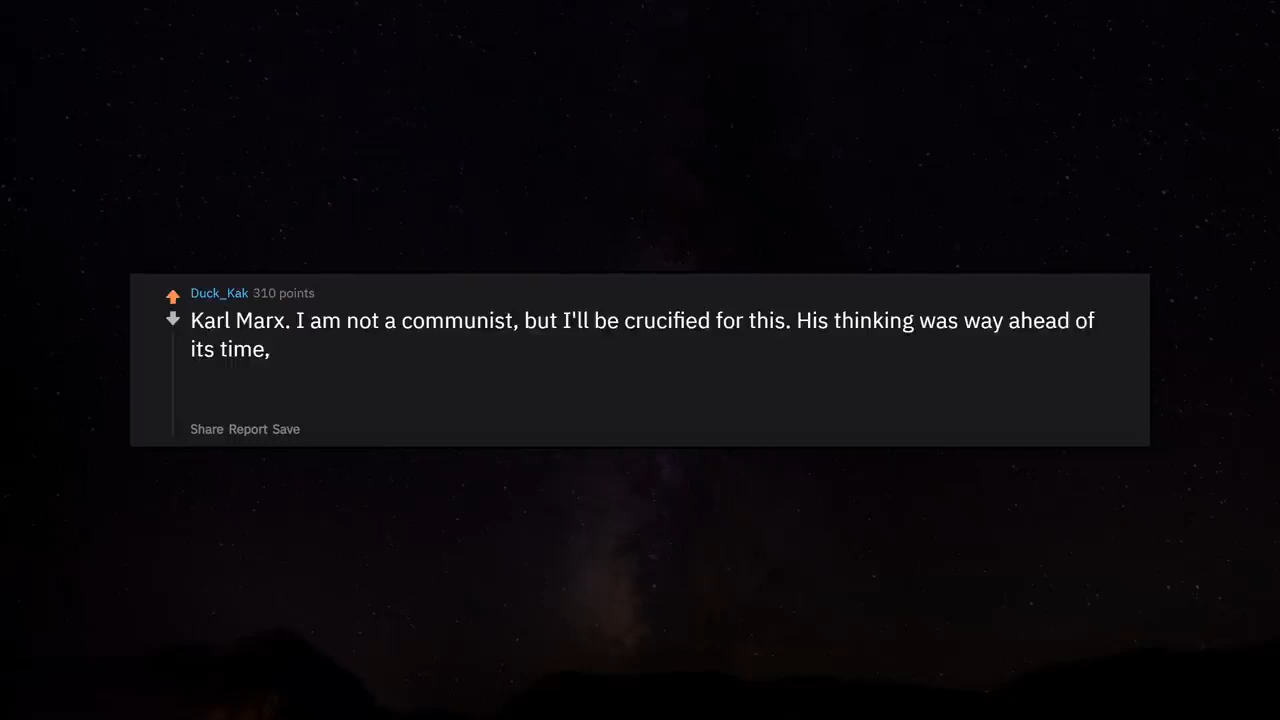 Duck_Kak 310 points
Karl Marx. I am not a communist, but I'll be crucified for this. His thinking was way ahead of
its time,
Share Report Save